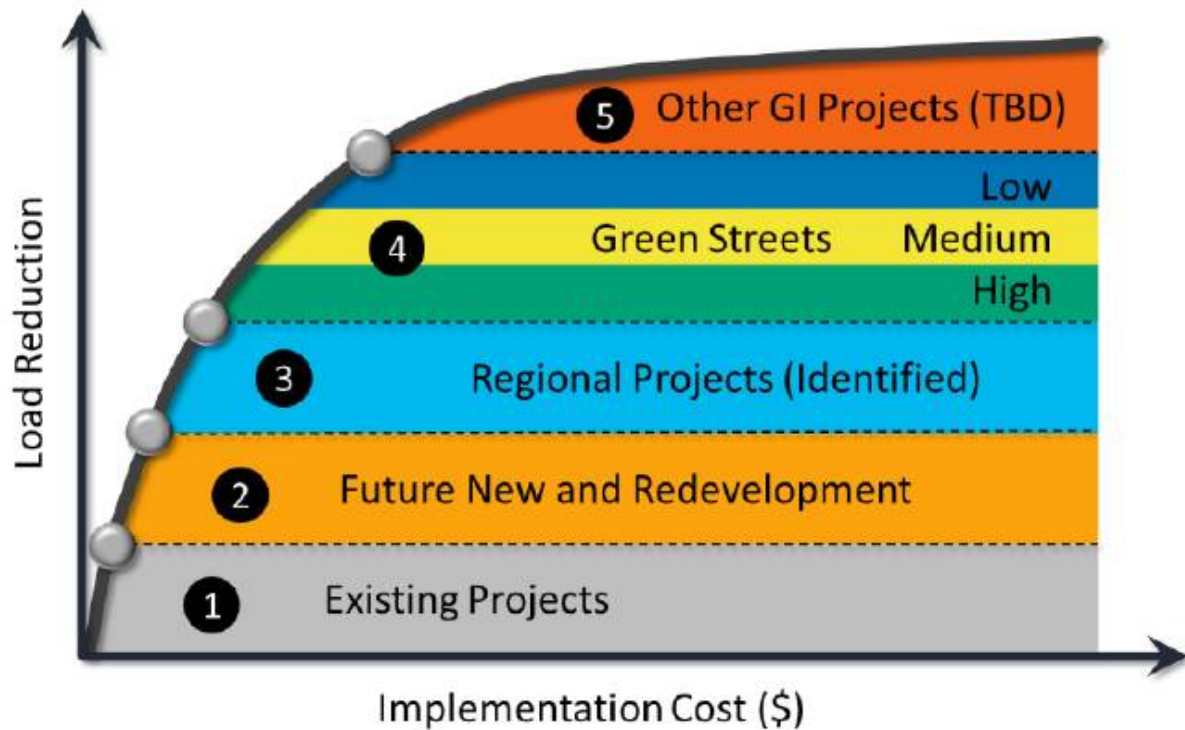 Load Reduction
5 Other GI Projects (TBD)
Low
4 Green Streets Medium
High
3 Regional Projects (Identified)
2 Future New and Redevelopment
1 Existing Projects
Implementation Cost ($)